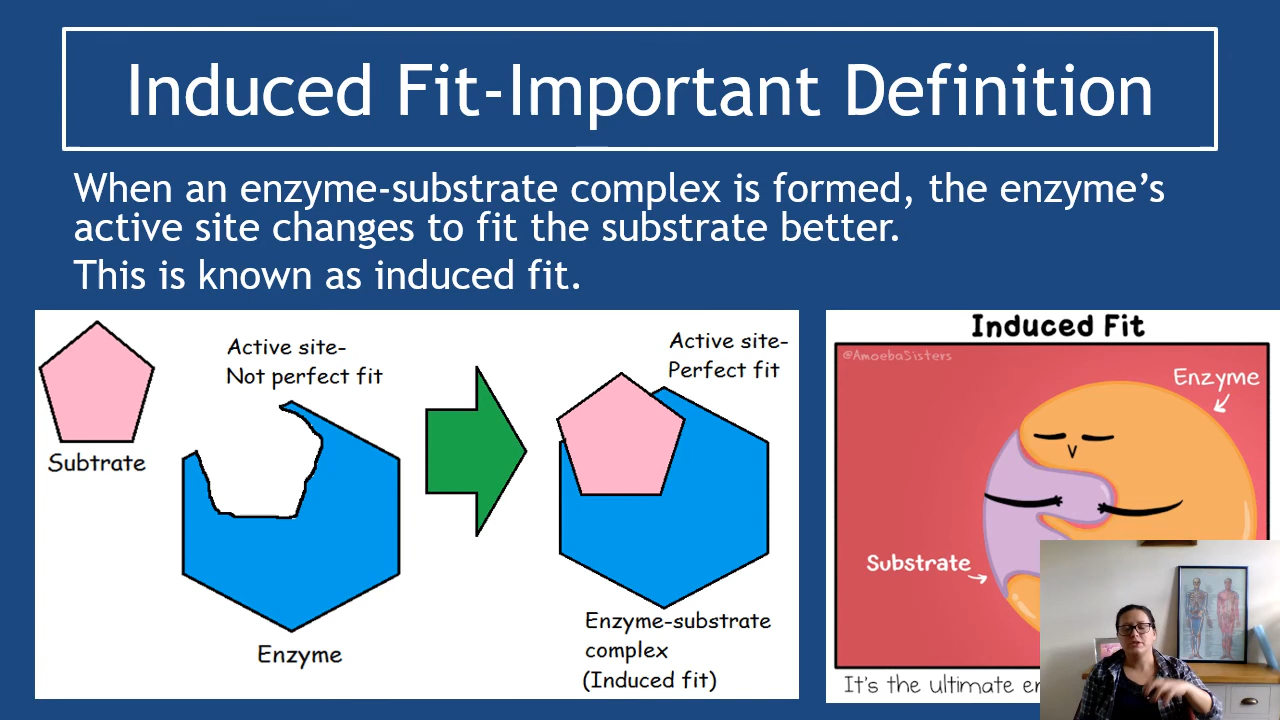 Induced Fit-Important Definition
When an enzyme-substrate complex is formed, the enzyme’s
active site changes to fit the substrate better.
This is known as induced fit.
Subtrate
Active site-
Not perfect fit
Enzyme
Active site-
Perfect fit
Enzyme-substrate
complex
(Induced fit)
Induced Fit
@AmoebaSisters
Enzyme
Substrate
It's the ultimate